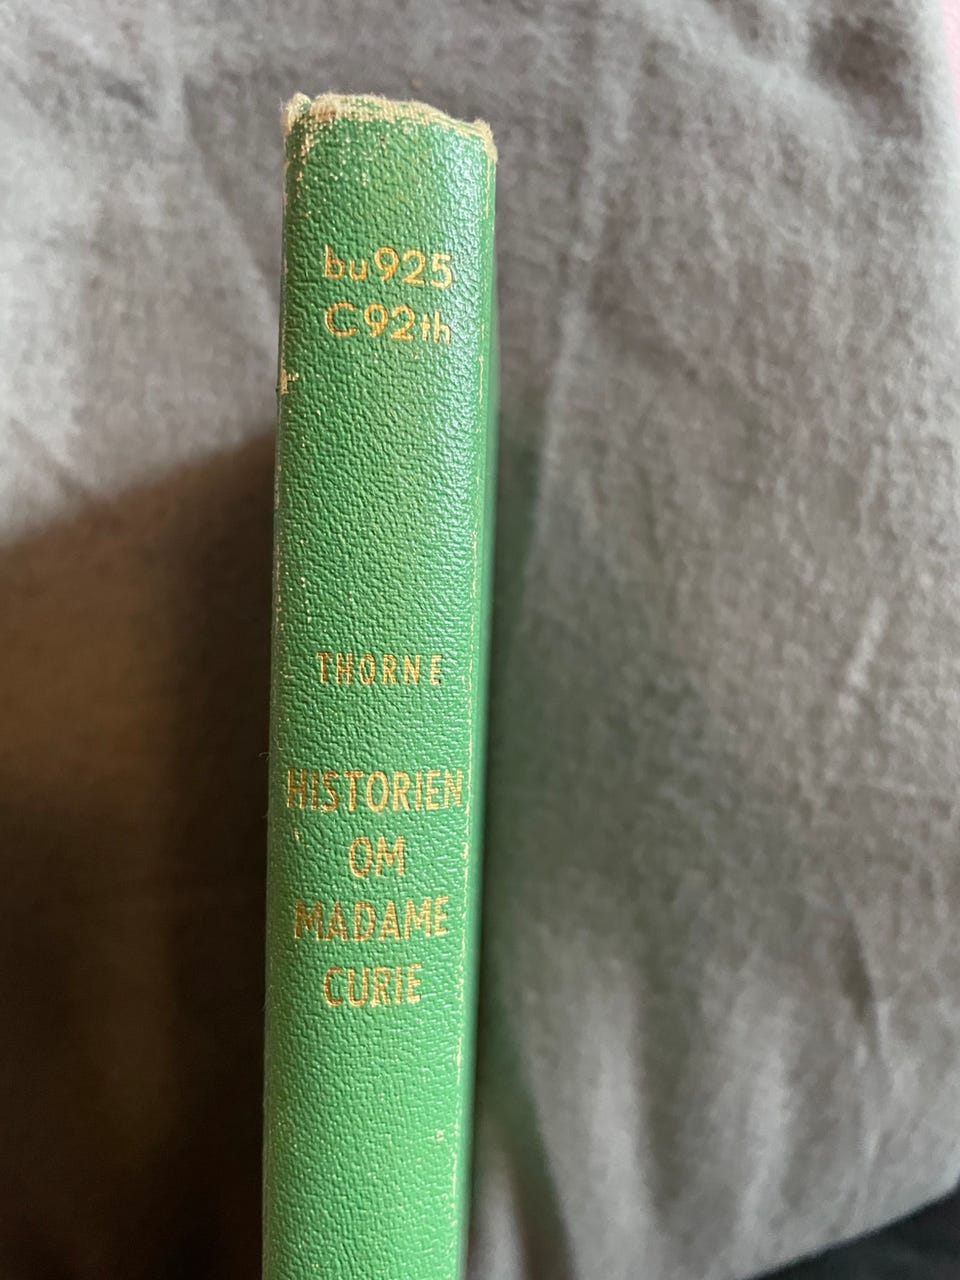 bu925
C92th
THORNE
HISTORIEN
OM
MADAME
CURIE